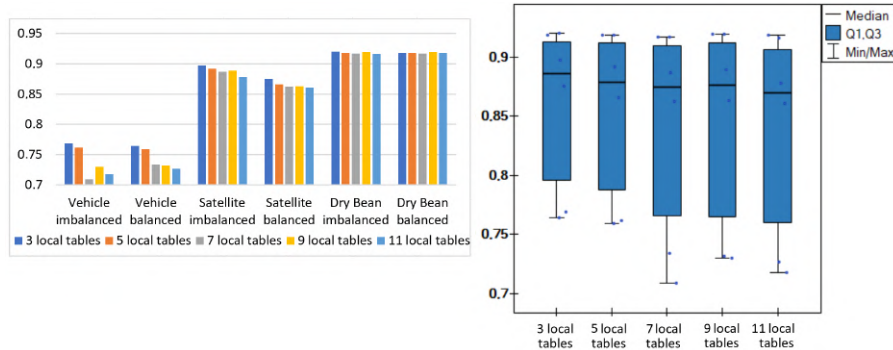 0.95
0.9
0.85
0.8
0.75
0.7
Vehicle imbalanced
Vehicle balanced
Satellite imbalanced
Satellite balanced
Dry Bean imbalanced
Dry Bean balanced
3 local tables
5 local tables
7 local tables
9 local tables
11 local tables
0.9
0.85
0.8
0.75
0.7
3 local
tables
5 local
tables
7 local
tables
9 local
tables
11 local
tables
Median
Q1,Q3
Min/Max